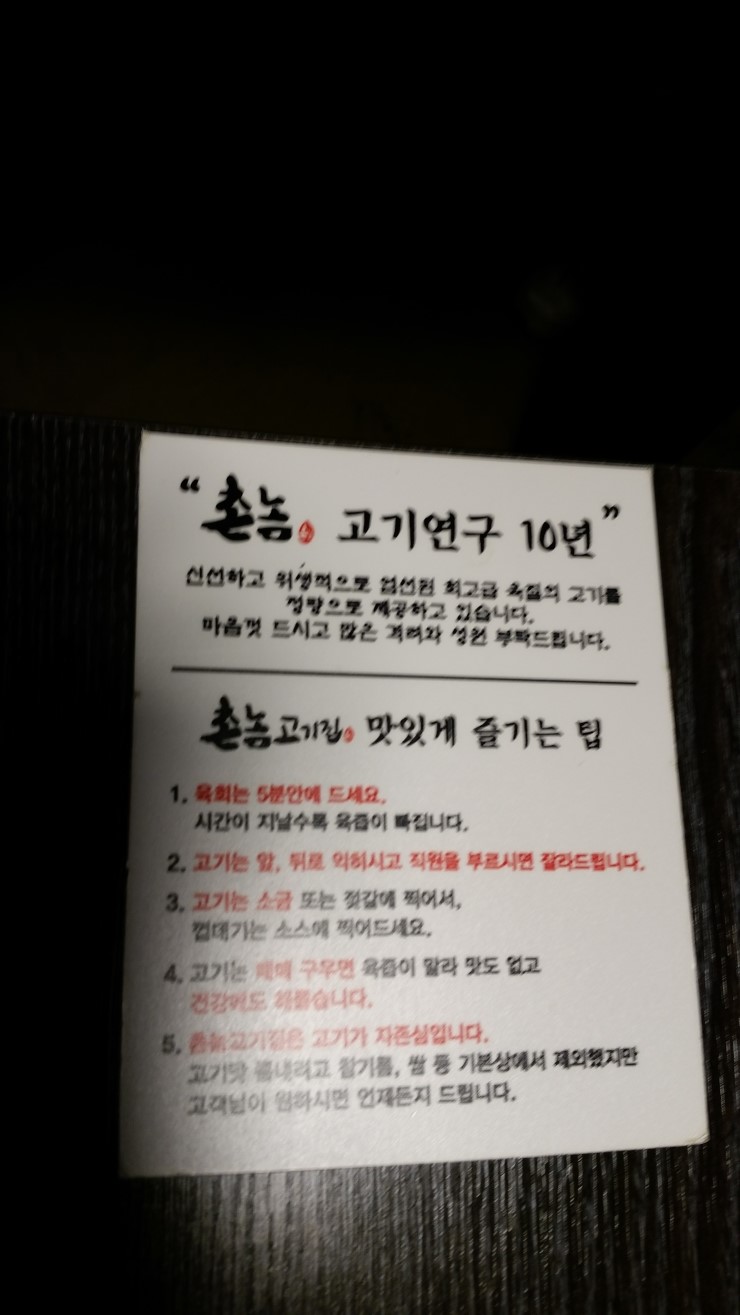 “촌놈 고기연구 10년”
신선하고 위생적으로 엄선된 최고급 육질의 고기를
정량으로 제공하고 있습니다.
마음껏 드시고 많은 격려와 성원 부탁드립니다.
촌놈고기집 맛있게 즐기는 팁
1. 육회는 5분안에 드세요.
시간이 지날수록 육즙이 빠집니다.
2. 고기는 앞, 뒤로 익히시고 직원을 부르시면 잘라드립니다.
3. 고기는 소금 또는 젓갈에 찍어서,
껍데기는 소스에 찍어드세요.
4. 고기는 태애 구우면 육즙이 말라 맛도 없고
건강에도 해롭습니다.
5. 촌놈고기집은 고기가 자존심입니다.
고기맛 흉내려고 참기름, 쌈 등 기본상에서 제외했지만
고객님이 원하시면 언제든지 드립니다.